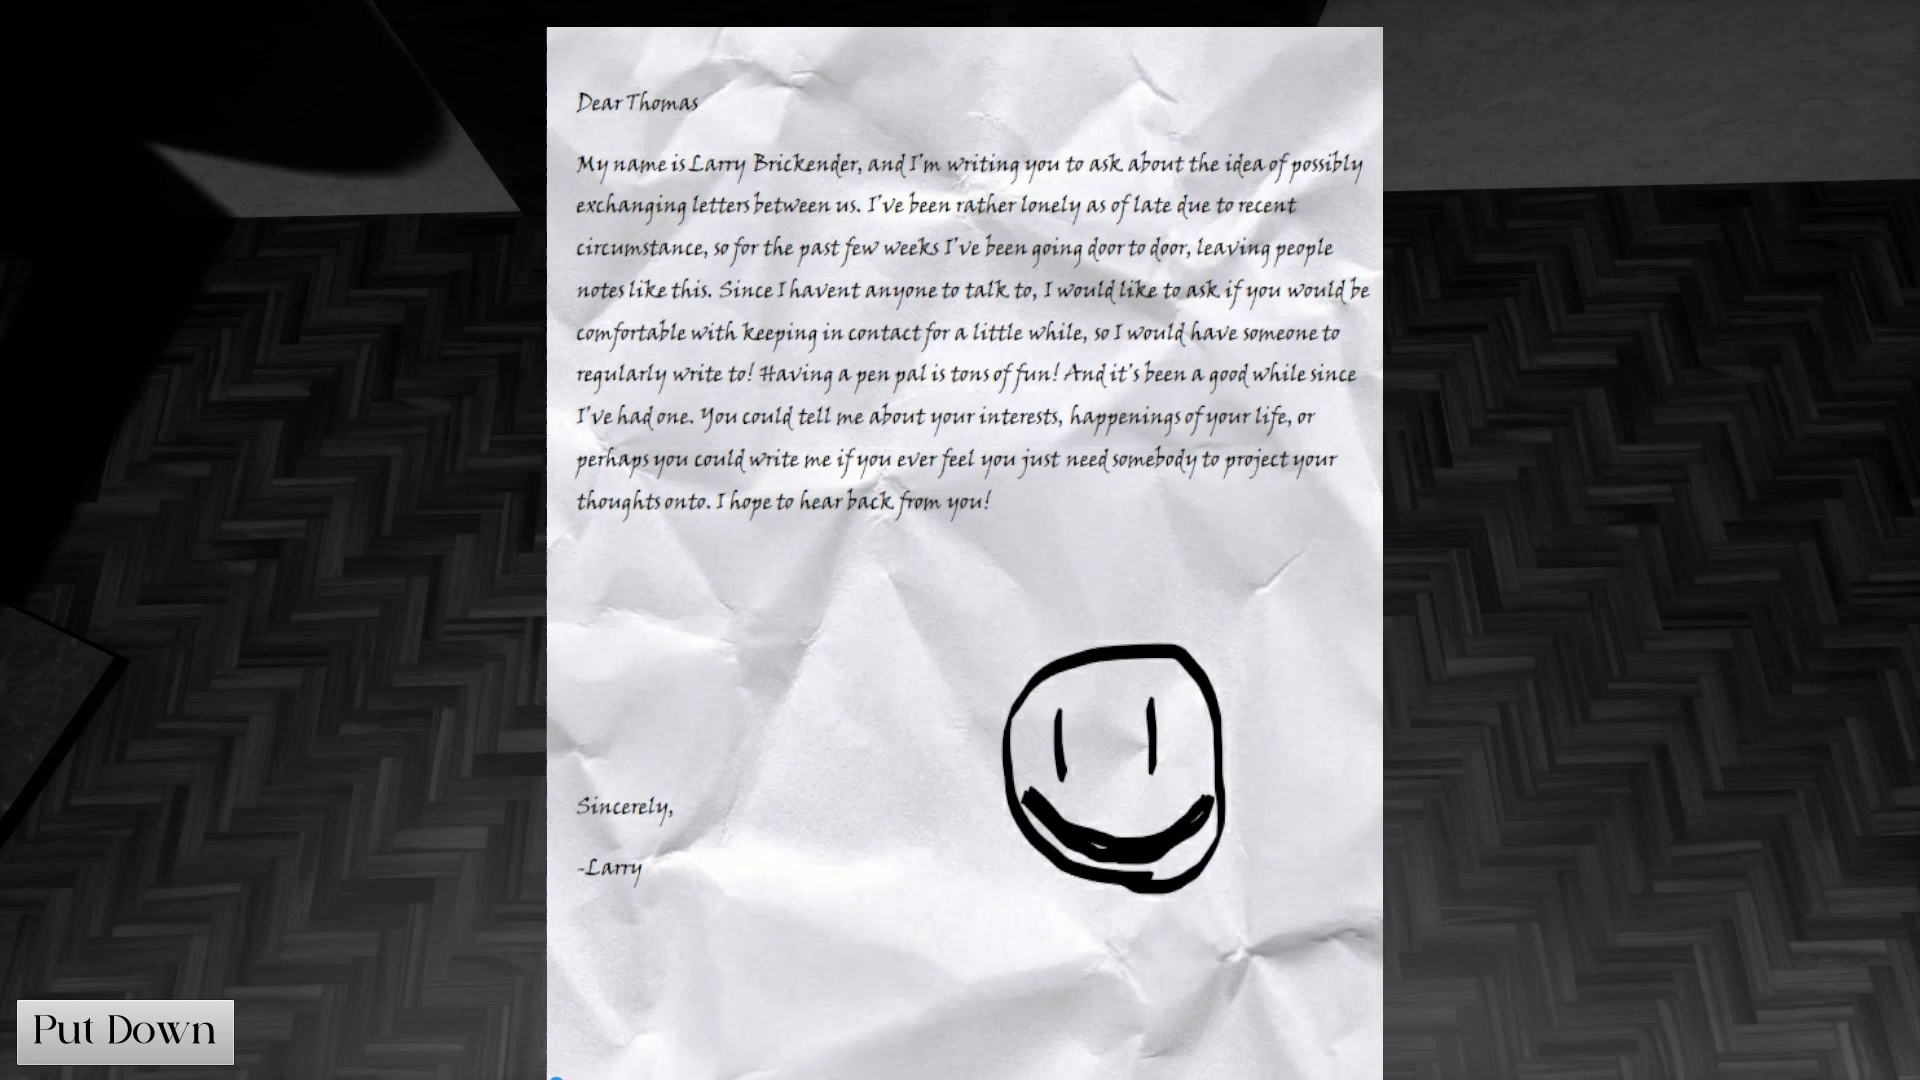 Dear Thomas
My name is Larry Brickender, and I'm writing you to ask about the idea of possibly
exchanging letters between us. I've been rather lonely as of late due to recent
circumstance, so for the past few weeks I've been going door to door, leaving people
notes like this. Since I havent anyone to talk to, I would like to ask if you would be
comfortable with keeping in contact for a little while, so I would have someone to
regularly write to! Having a pen pal is tons of fun! And it's been a good while since
I've had one. You could tell me about your interests, happenings of your life, or
perhaps you could write me if you ever feel you just need somebody to project your
thoughts onto. I hope to hear back from you!
Sincerely,
-Larry
Put Down